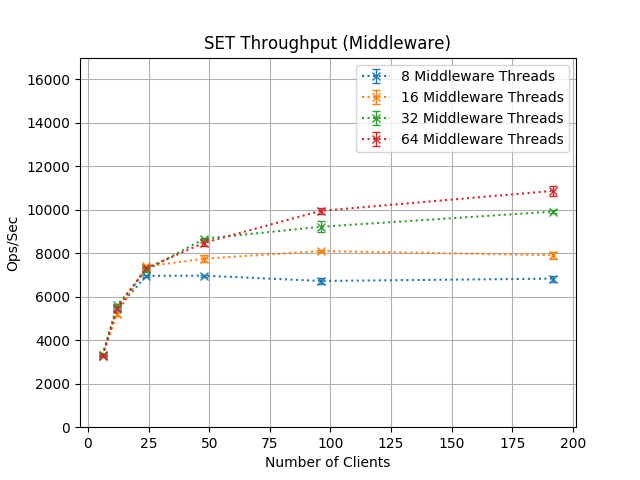 SET Throughput (Middleware)
8 Middleware Threads
16 Middleware Threads
32 Middleware Threads
64 Middleware Threads
16000
14000
12000
10000
8000
6000
4000
2000
0
Ops/Sec
0 25 50 75 100 125 150 175 200
Number of Clients